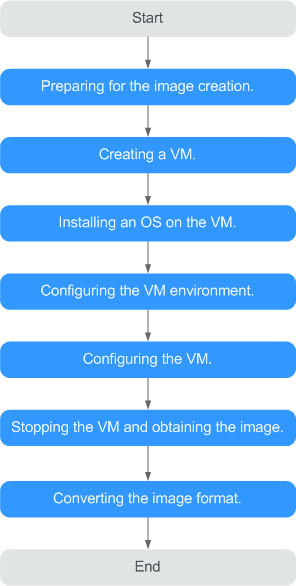 Start
Preparing for the image creation.
Creating a VM.
Installing an OS on the VM.
Configuring the VM environment.
Configuring the VM.
Stopping the VM and obtaining the image.
Converting the image format.
End